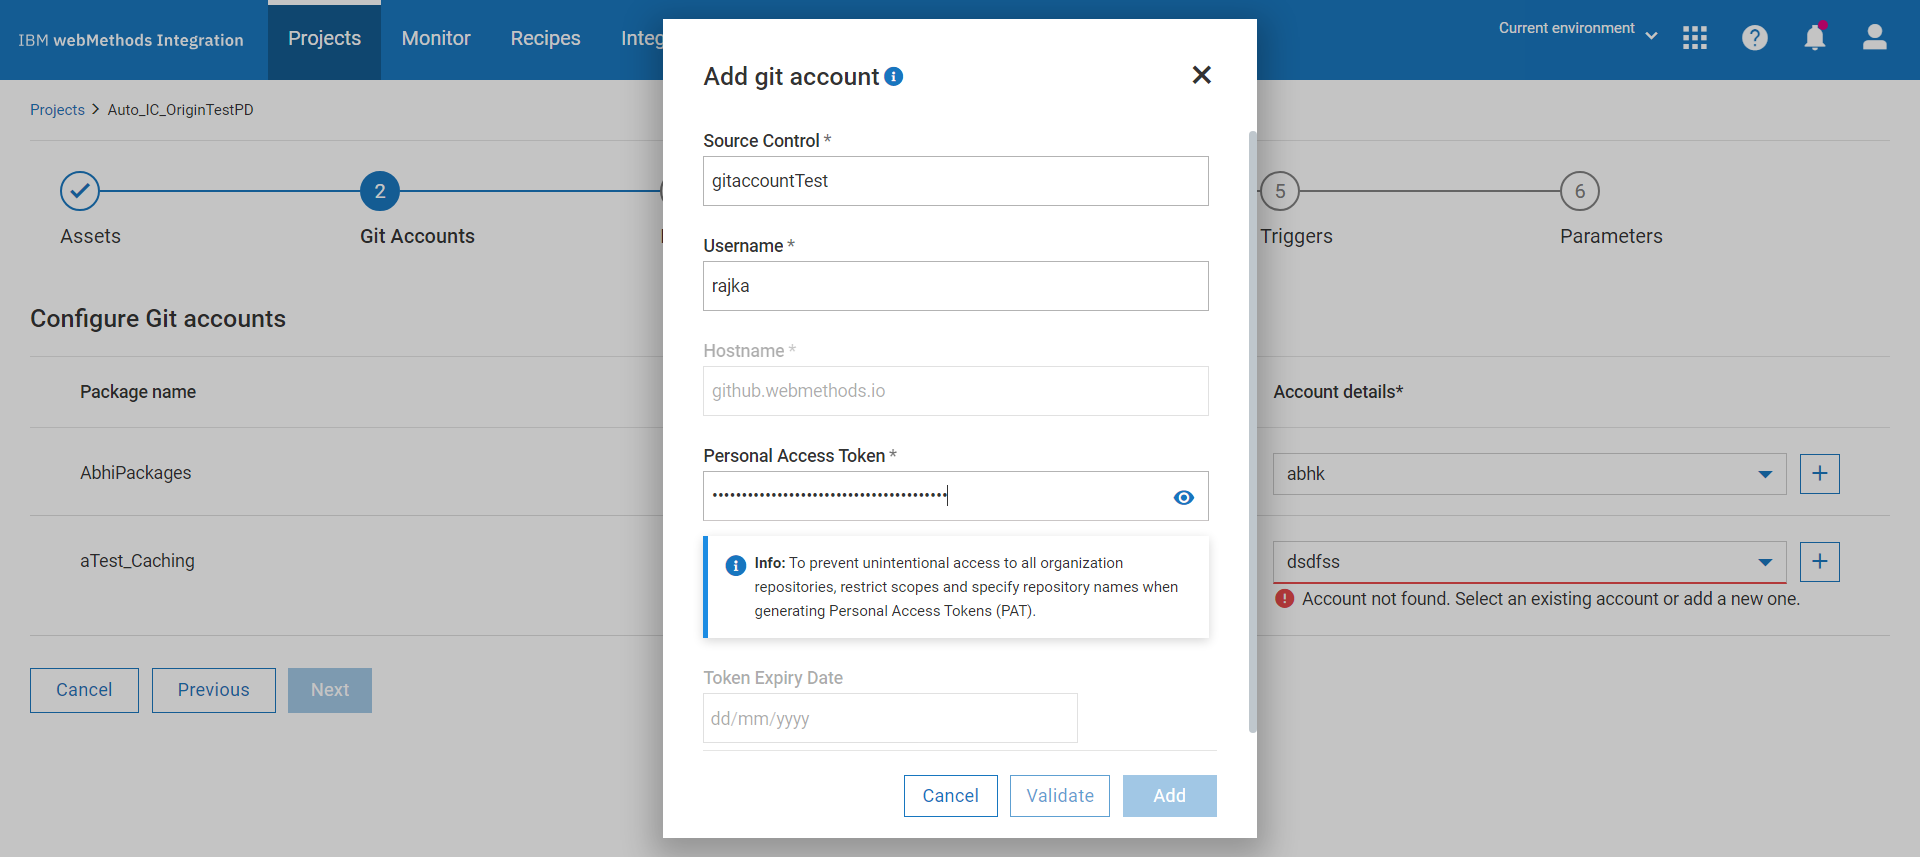 IBM webMethods Integration
Projects
Monitor
Recipes
Integ
Current environment
Projects > Auto_IC_OriginTestPD
Assets
2
Git Accounts
5
Triggers
6
Parameters
Configure Git accounts
Package name
Account details*
AbhiPackages
abhk
aTest_Caching
dsdfss
Account not found. Select an existing account or add a new one.
Cancel
Previous
Next
Add git account
Source Control *
gitaccountTest
Username *
rajka
Hostname *
github.webmethods.io
Personal Access Token *
Info: To prevent unintentional access to all organization
repositories, restrict scopes and specify repository names when
generating Personal Access Tokens (PAT).
Token Expiry Date
dd/mm/yyyy
Cancel
Validate
Add